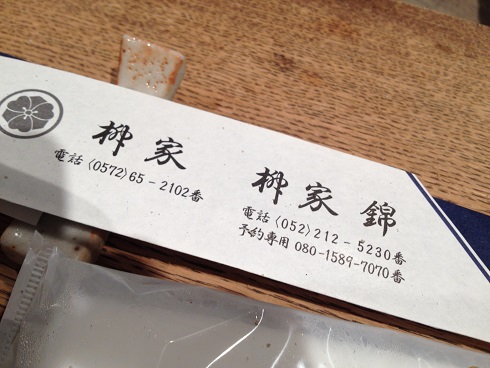 柳家
電話 (0572)65-2102番
柳家 錦
電話 (052)212-5230番
予約専用 080-1589-7070番